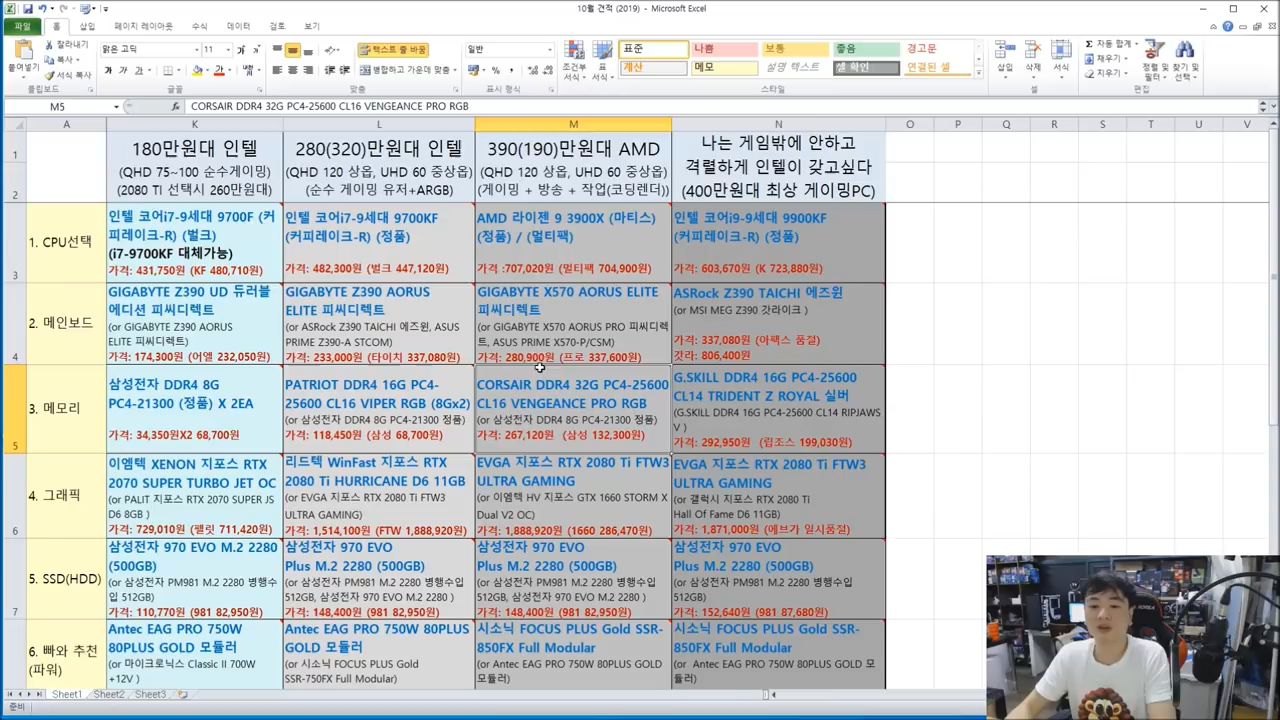 10월 견적 (2019) - Microsoft Excel
파일 홈 삽입 페이지 레이아웃 수식 데이터 검토 보기
잘라내기
복사
서식 복사
붙여넣기
클립보드
맑은 고딕 11
글꼴
텍스트 줄 바꿈
병합하고 가운데 맞춤
맞춤
일반
표시 형식
조건부 서식
표 서식
표준 나쁨 보통 좋음 경고문
계산 메모 설명 텍스트 셀 확인 연결된 셀
스타일
삽입 삭제 서식
셀
자동 합계
채우기
지우기
정렬 및 필터
찾기 및 선택
편집
M5 fx CORSAIR DDR4 32G PC4-25600 CL16 VENGEANCE PRO RGB
A K L M N O P Q R S T U V
1
2
180만원대 인텔
(QHD 75~100 순수게이밍)
(2080 TI 선택시 260만원대)
280(320)만원대 인텔
(QHD 120 상옵, UHD 60 중상옵)
(순수 게이밍 유저+ARGB)
390(190)만원대 AMD
(QHD 120 상옵, UHD 60 중상옵)
(게이밍 + 방송 + 작업(코딩렌더))
나는 게임밖에 안하고
격렬하게 인텔이 갖고싶다
(400만원대 최상 게이밍PC)
3
1. CPU선택
인텔 코어i7-9세대 9700F (커
피레이크-R) (벌크)
(i7-9700KF 대체가능)
가격: 431,750원 (KF 480,710원)
인텔 코어i7-9세대 9700KF
(커피레이크-R) (정품)
가격: 482,300원 (벌크 447,120원)
AMD 라이젠 9 3900X (마티스)
(정품) / (멀티팩)
가격 :707,020원 (멀티팩 704,900원)
인텔 코어i9-9세대 9900KF
(커피레이크-R) (정품)
가격: 603,670원 (K 723,880원)
4
2. 메인보드
GIGABYTE Z390 UD 듀러블
에디션 피씨디렉트
(or GIGABYTE Z390 AORUS
ELITE 피씨디렉트)
가격: 174,300원 (어엘 232,050원)
GIGABYTE Z390 AORUS
ELITE 피씨디렉트
(or ASRock Z390 TAICHI 에즈윈, ASUS
PRIME Z390-A STCOM)
가격: 233,000원 (타이치 337,080원)
GIGABYTE X570 AORUS ELITE
피씨디렉트
(or GIGABYTE X570 AORUS PRO 피씨디렉
트, ASUS PRIME X570-P/CSM)
가격: 280,900원 (프로 337,600원)
ASRock Z390 TAICHI 에즈윈
(or MSI MEG Z390 갓라이크 )
가격: 337,080원 (아팩스 품절)
갓라: 806,400원
5
3. 메모리
삼성전자 DDR4 8G
PC4-21300 (정품) X 2EA
가격: 34,350원X2 68,700원
PATRIOT DDR4 16G PC4-
25600 CL16 VIPER RGB (8Gx2)
(or 삼성전자 DDR4 8G PC4-21300 정품)
가격: 118,450원 (삼성 68,700원)
CORSAIR DDR4 32G PC4-25600
CL16 VENGEANCE PRO RGB
(or 삼성전자 DDR4 8G PC4-21300 정품)
가격: 267,120원 (삼성 132,300원)
G.SKILL DDR4 16G PC4-25600
CL14 TRIDENT Z ROYAL 실버
(G.SKILL DDR4 16G PC4-25600 CL14 RIPJAWS
V )
가격: 292,950원 (립조스 199,030원)
6
4. 그래픽
이엠텍 XENON 지포스 RTX
2070 SUPER TURBO JET OC
(or PALIT 지포스 RTX 2070 SUPER JS
D6 8GB )
가격: 729,010원 (팰릿 711,420원)
리드텍 WinFast 지포스 RTX
2080 Ti HURRICANE D6 11GB
(or EVGA 지포스 RTX 2080 Ti FTW3
ULTRA GAMING)
가격: 1,514,100원 (FTW 1,888,920원)
EVGA 지포스 RTX 2080 Ti FTW3
ULTRA GAMING
(or 이엠텍 HV 지포스 GTX 1660 STORM X
Dual V2 OC)
가격: 1,888,920원 (1660 286,470원)
EVGA 지포스 RTX 2080 Ti FTW3
ULTRA GAMING
(or 갤럭시 지포스 RTX 2080 Ti
Hall Of Fame D6 11GB)
가격: 1,871,000원 (에브가 일시품절)
7
5. SSD(HDD)
삼성전자 970 EVO M.2 2280
(500GB)
(or 삼성전자 PM981 M.2 2280 병행수
입 512GB)
가격: 110,770원 (981 82,950원)
삼성전자 970 EVO
Plus M.2 2280 (500GB)
(or 삼성전자 PM981 M.2 2280 병행수입
512GB, 삼성전자 970 EVO M.2 2280 )
가격: 148,400원 (981 82,950원)
삼성전자 970 EVO
Plus M.2 2280 (500GB)
(or 삼성전자 PM981 M.2 2280 병행수입
512GB, 삼성전자 970 EVO M.2 2280 )
가격: 148,400원 (981 82,950원)
삼성전자 970 EVO
Plus M.2 2280 (500GB)
(or 삼성전자 PM981 M.2 2280 병행수입
512GB)
가격: 152,640원 (981 87,680원)
6. 빠와 추천
(파워)
Antec EAG PRO 750W
80PLUS GOLD 모듈러
(or 마이크로닉스 Classic II 700W
+12V )
Antec EAG PRO 750W 80PLUS
GOLD 모듈러
(or 시소닉 FOCUS PLUS Gold
SSR-750FX Full Modular)
시소닉 FOCUS PLUS Gold SSR-
850FX Full Modular
(or Antec EAG PRO 750W 80PLUS GOLD
모듈러)
시소닉 FOCUS PLUS Gold SSR-
850FX Full Modular
(or Antec EAG PRO 750W 80PLUS GOLD 모
듈러)
Sheet1 Sheet2 Sheet3
준비